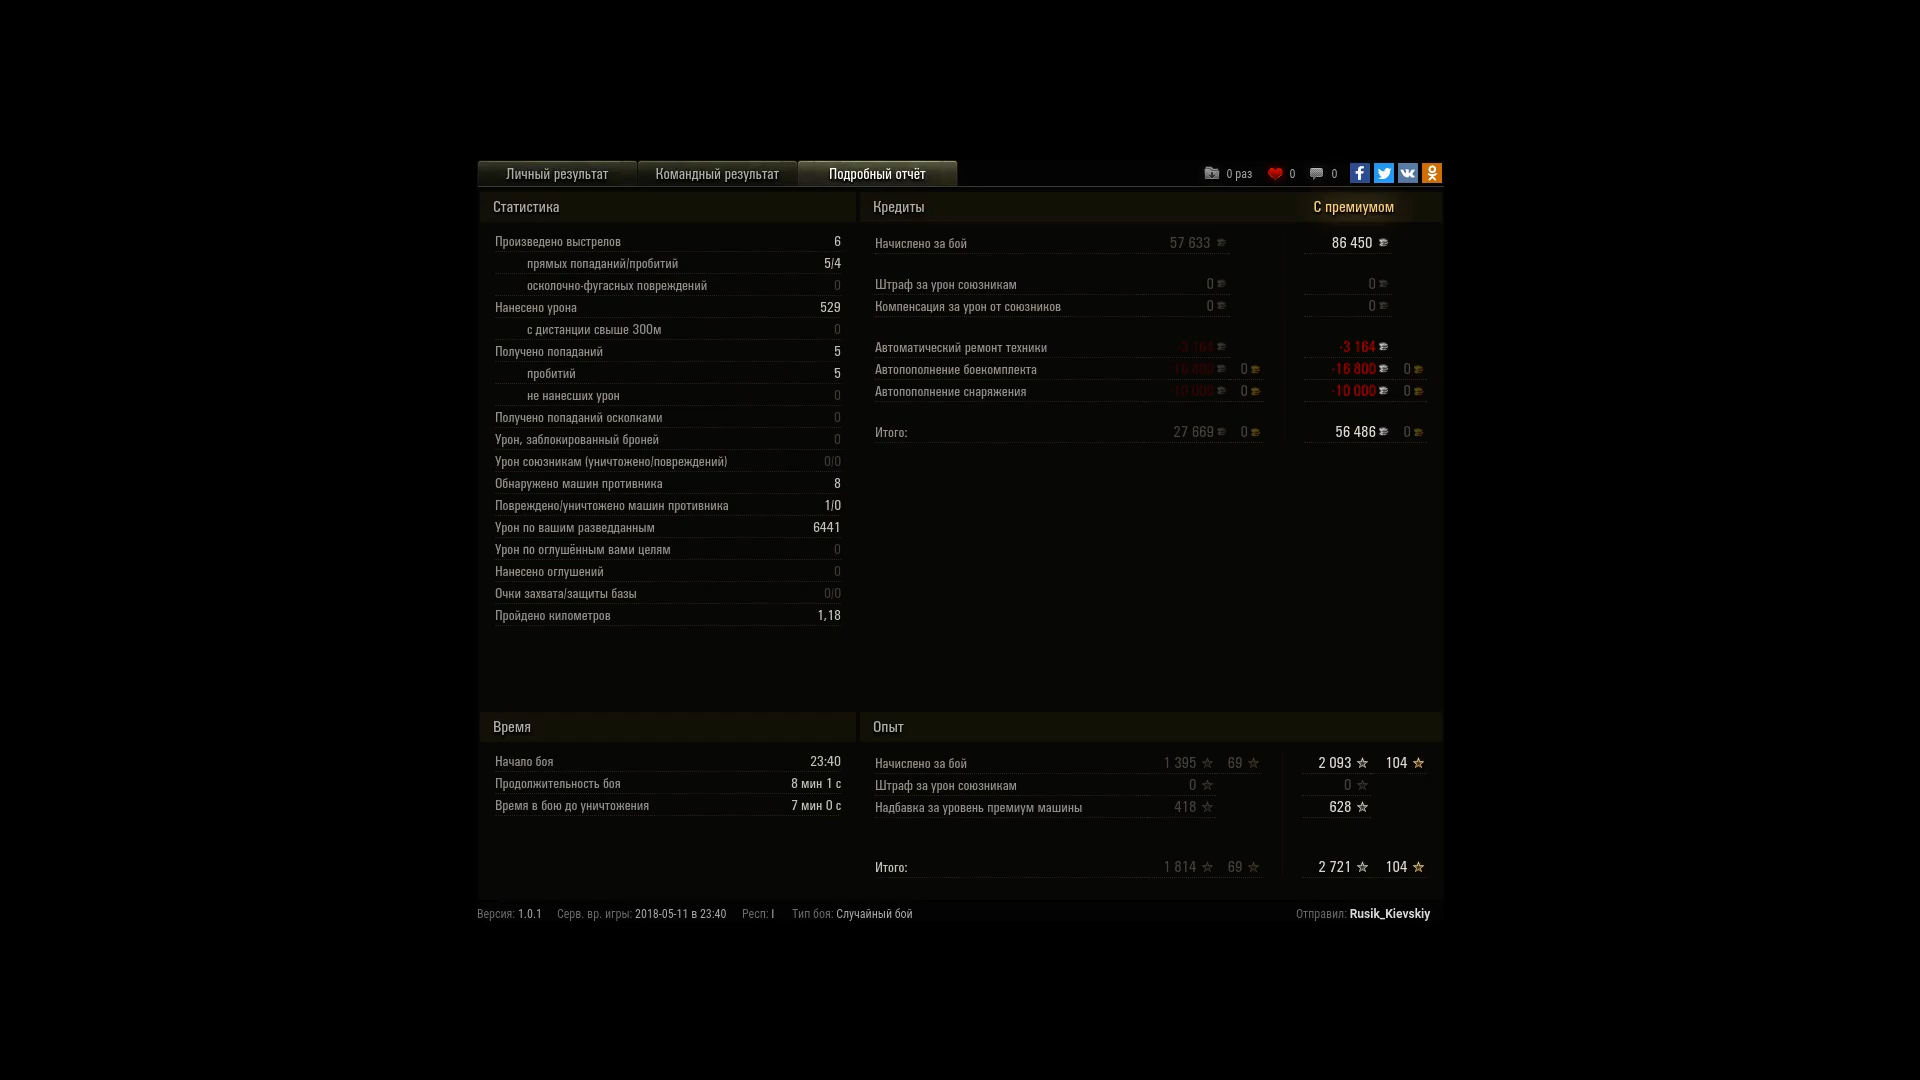 Личный результат Командный результат Подробный отчёт 0 раз 0 0
Статистика
Произведено выстрелов 6
прямых попаданий/пробитий 5/4
осколочно-фугасных повреждений 0
Нанесено урона 529
с дистанции свыше 300м 0
Получено попаданий 5
пробитий 5
не нанесших урон 0
Получено попаданий осколками 0
Урон, заблокированный броней 0
Урон союзникам (уничтожено/повреждений) 0/0
Обнаружено машин противника 8
Повреждено/уничтожено машин противника 1/0
Урон по вашим разведданным 6441
Урон по оглушённым вами целям 0
Нанесено оглушений 0
Очки захвата/защиты базы 0/0
Пройдено километров 1,18
Кредиты С премиумом
Начислено за бой 57 633 86 450
Штраф за урон союзникам 0 0
Компенсация за урон от союзников 0 0
Автоматический ремонт техники -3 164 -3 164
Автопополнение боекомплекта -16 800 0 -16 800 0
Автопополнение снаряжения -10 000 0 -10 000 0
Итого: 27 669 0 56 486 0
Время
Начало боя 23:40
Продолжительность боя 8 мин 1 с
Время в бою до уничтожения 7 мин 0 с
Опыт
Начислено за бой 1 395 69 2 093 104
Штраф за урон союзникам 0 0
Надбавка за уровень премиум машины 418 628
Итого: 1 814 69 2 721 104
Версия: 1.0.1 Серв. вр. игры: 2018-05-11 в 23:40 Респ: I Тип боя: Случайный бой Отправил: Rusik_Kievskiy